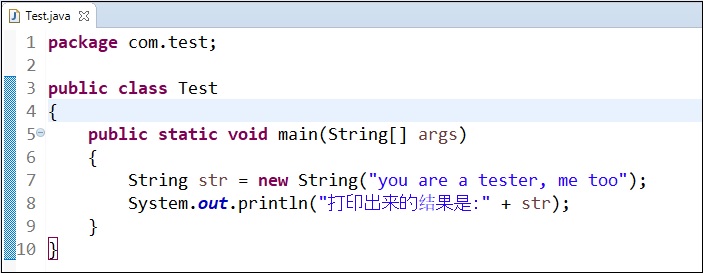 Test.java
1 package com.test;
2
3 public class Test
4 {
5 public static void main(String[] args)
6 {
7 String str = new String("you are a tester, me too");
8 System.out.println("打印出来的结果是:" + str);
9 }
10 }